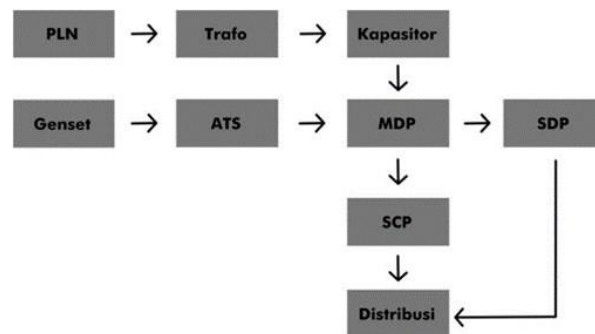 PLN
Trafo
Kapasitor
Genset
ATS
MDP
SDP
SCP
Distribusi